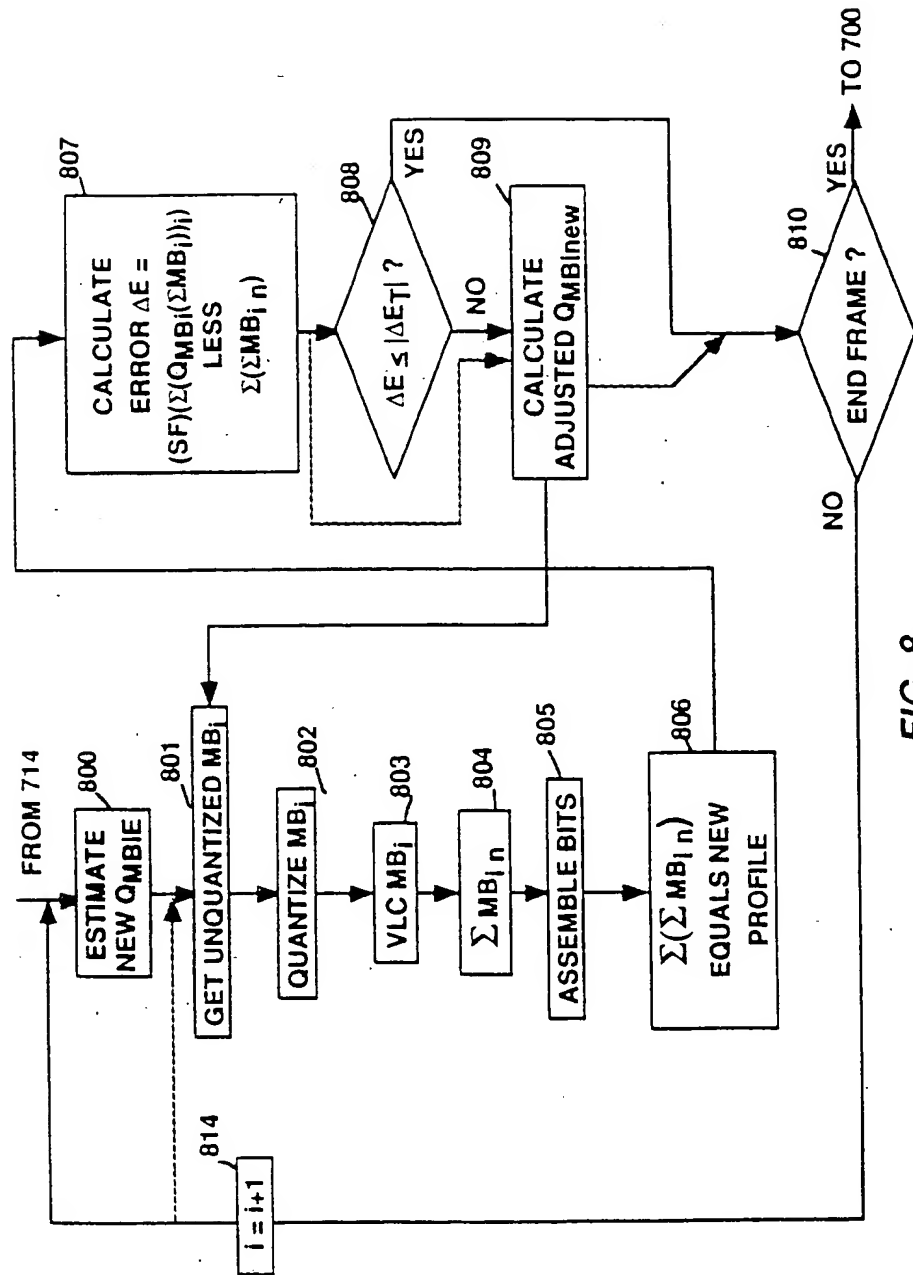 FROM 714
800
ESTIMATE
NEW QMBIE
801
GET UNQUANTIZED MBi
802
QUANTIZE MBi
803
VLC MBi
804
Σ MBi n
805
ASSEMBLE BITS
806
Σ(Σ MBi n)
EQUALS NEW
PROFILE
807
CALCULATE
ERROR ΔE =
(SF)(Σ(QMBi(ΣMBi))i
LESS
Σ(ΣMBi n)
808
ΔE ≤ |ΔET| ?
YES
NO
809
CALCULATE
ADJUSTED QMBInew
810
END FRAME ?
YES
TO 700
NO
814
i = i+1
FIG. 8